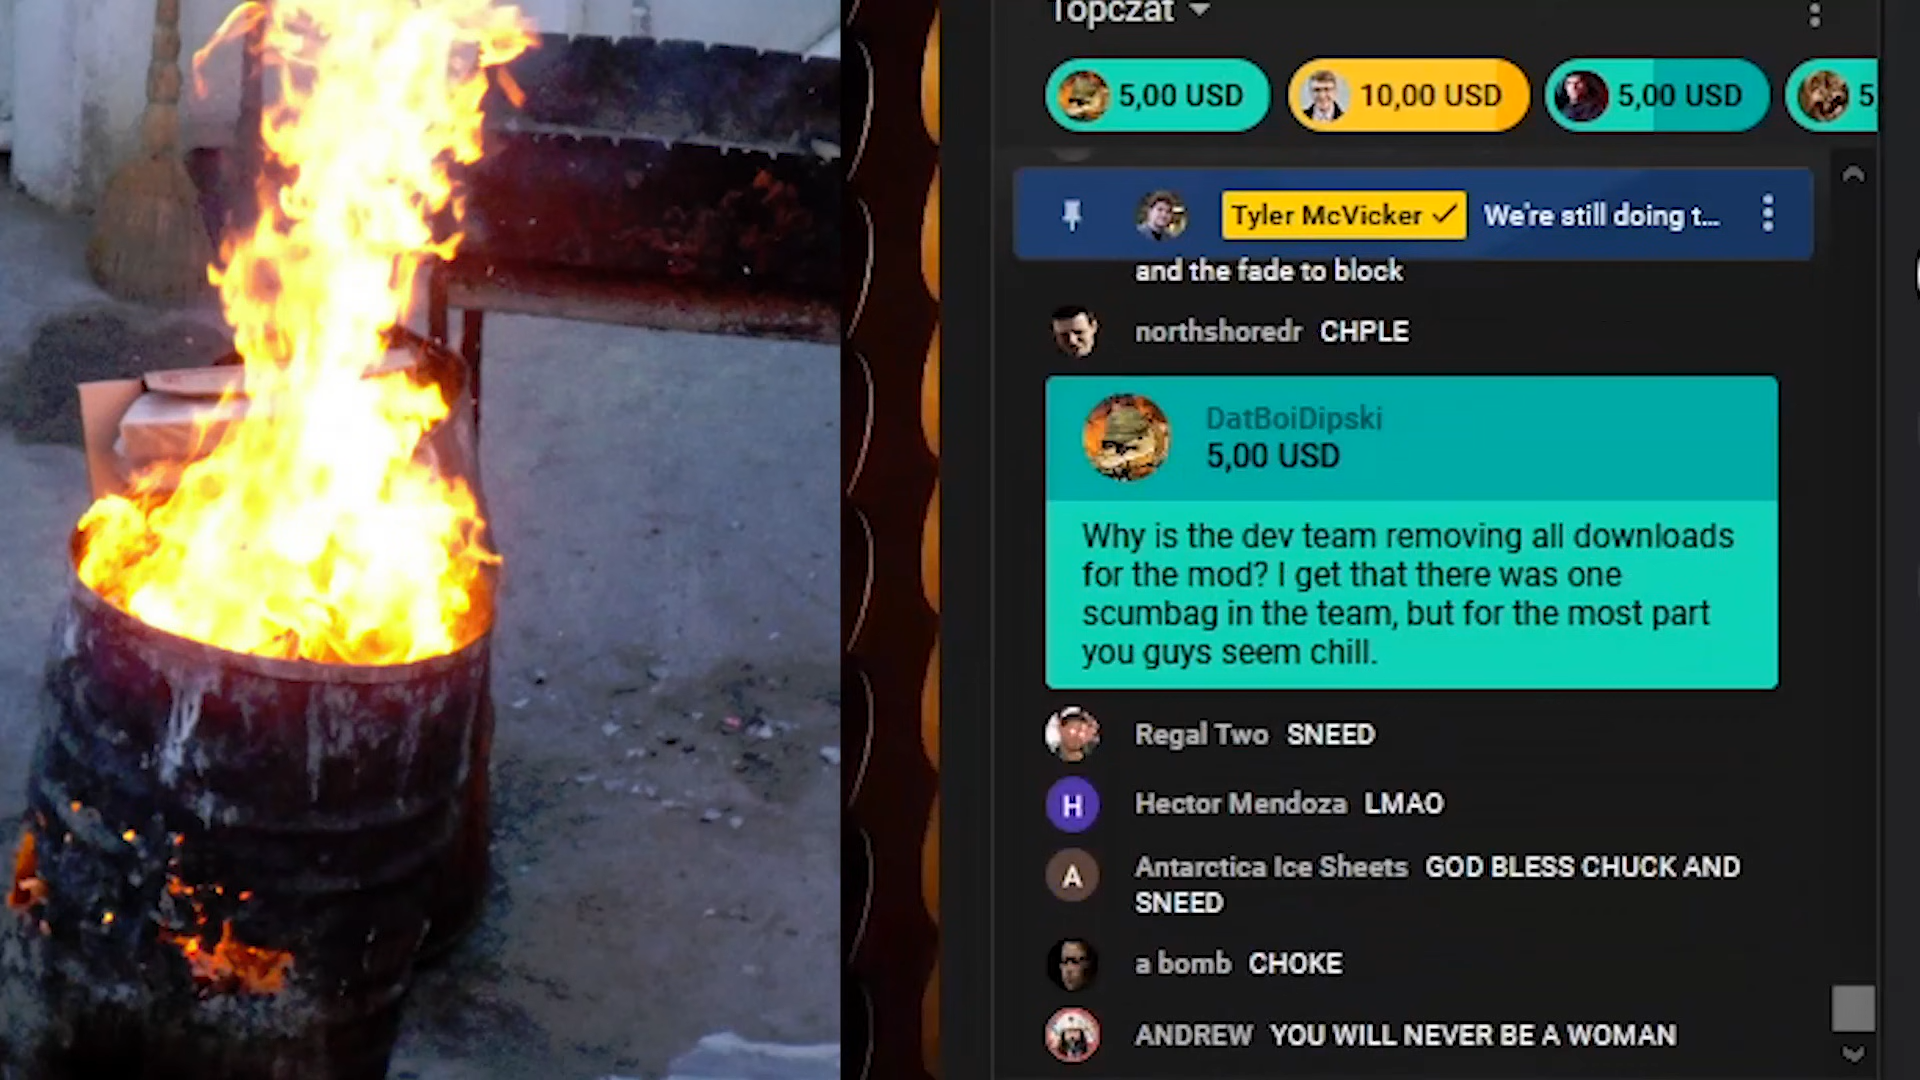 Topczat
5,00 USD
10,00 USD
5,00 USD
5
Tyler McVicker We're still doing t...
and the fade to block
northshoredr CHPLE
DatBoiDipski
5,00 USD
Why is the dev team removing all downloads
for the mod? I get that there was one
scumbag in the team, but for the most part
you guys seem chill.
Regal Two SNEED
H
Hector Mendoza LMAO
A
Antarctica Ice Sheets GOD BLESS CHUCK AND
SNEED
a bomb CHOKE
ANDREW YOU WILL NEVER BE A WOMAN